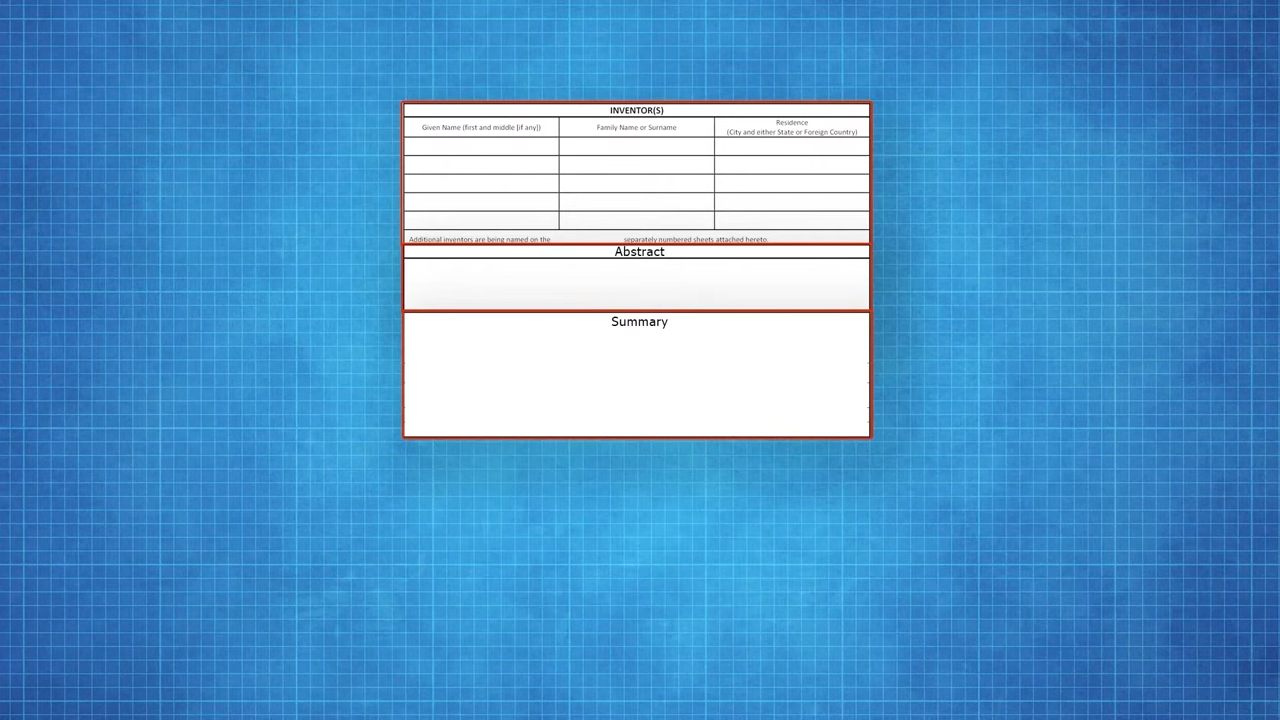 INVENTOR(S)
Given Name (first and middle [if any])
Family Name or Surname
Residence
(City and either State or Foreign Country)
Additional inventors are being named on the separately numbered sheets attached hereto.
Abstract
Summary